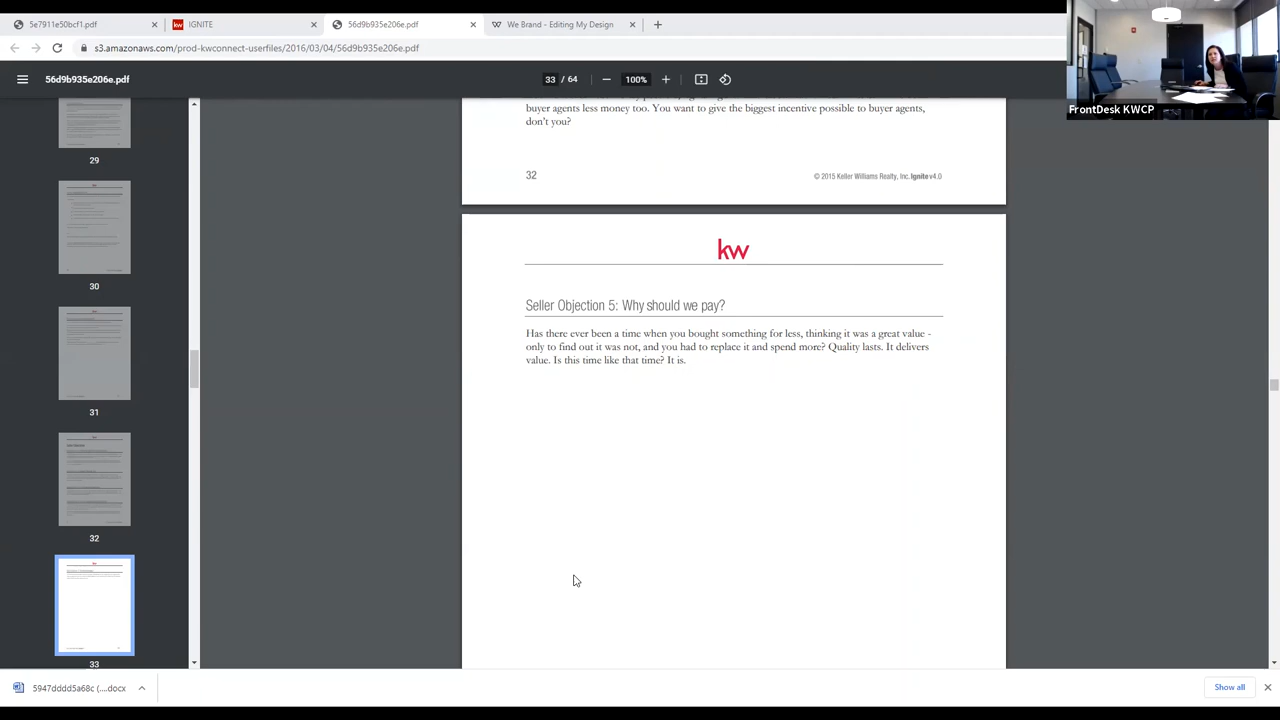 5e7911e50bcf1.pdf
kw IGNITE
56d9b935e206e.pdf
We Brand - Editing My Design
s3.amazonaws.com/prod-kwconnect-userfiles/2016/03/04/56d9b935e206e.pdf
56d9b935e206e.pdf
33 / 64
100%
FrontDesk KWCP
29
30
31
32
33
buyer agents less money too. You want to give the biggest incentive possible to buyer agents,
don't you?
32
© 2015 Keller Williams Realty, Inc. Ignite v4.0
kw
Seller Objection 5: Why should we pay?
Has there ever been a time when you bought something for less, thinking it was a great value -
only to find out it was not, and you had to replace it and spend more? Quality lasts. It delivers
value. Is this time like that time? It is.
5947dddd5a68c (....docx
Show all